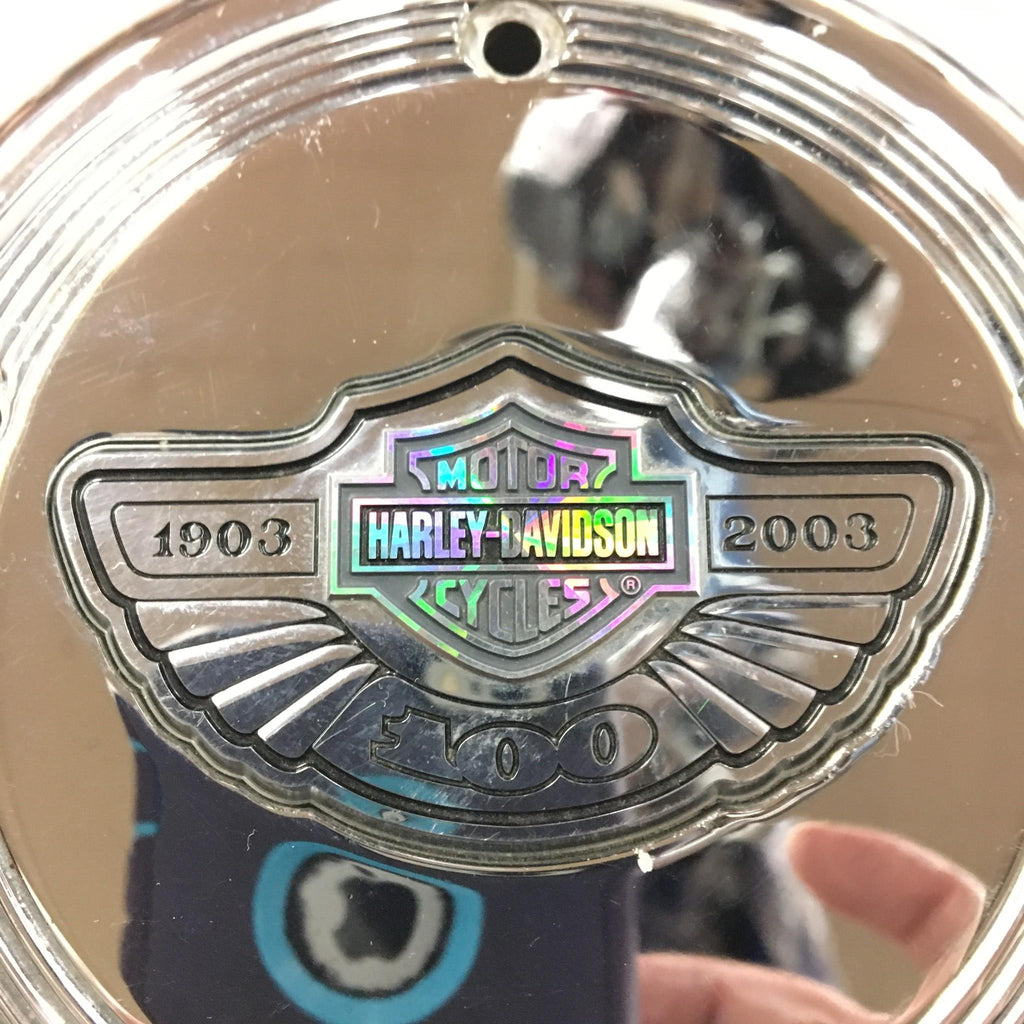 MOTOR
1903 HARLEY-DAVIDSON 2003
CYCLES ®
100